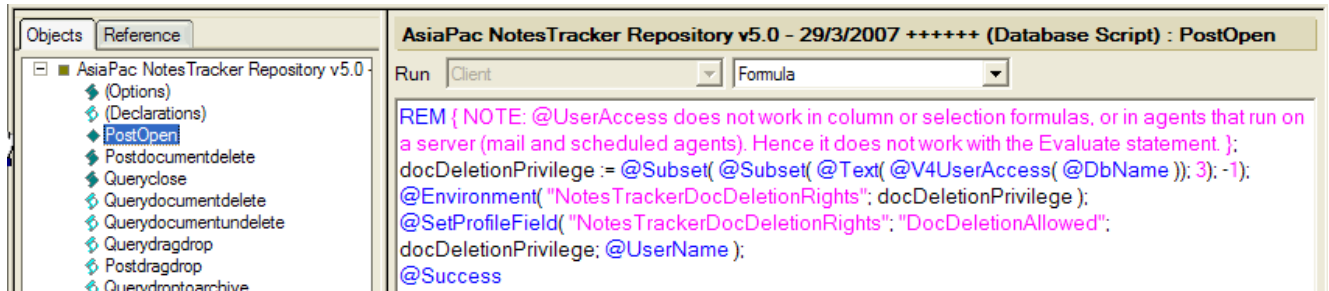 Objects Reference
AsiaPac NotesTracker Repository v5.0 -
(Options)
(Declarations)
PostOpen
Postdocumentdelete
Queryclose
Querydocumentdelete
Querydocumentundelete
Querydragdrop
Postdragdrop
Querydroptoarchive
AsiaPac NotesTracker Repository v5.0 - 29/3/2007 ++++++ (Database Script) : PostOpen
Run Client Formula
REM { NOTE: @UserAccess does not work in column or selection formulas, or in agents that run on
a server (mail and scheduled agents). Hence it does not work with the Evaluate statement. };
docDeletionPrivilege := @Subset( @Subset( @Text( @V4UserAccess( @DbName )); 3); -1);
@Environment( "NotesTrackerDocDeletionRights"; docDeletionPrivilege );
@SetProfileField( "NotesTrackerDocDeletionRights"; "DocDeletionAllowed";
docDeletionPrivilege; @UserName );
@Success